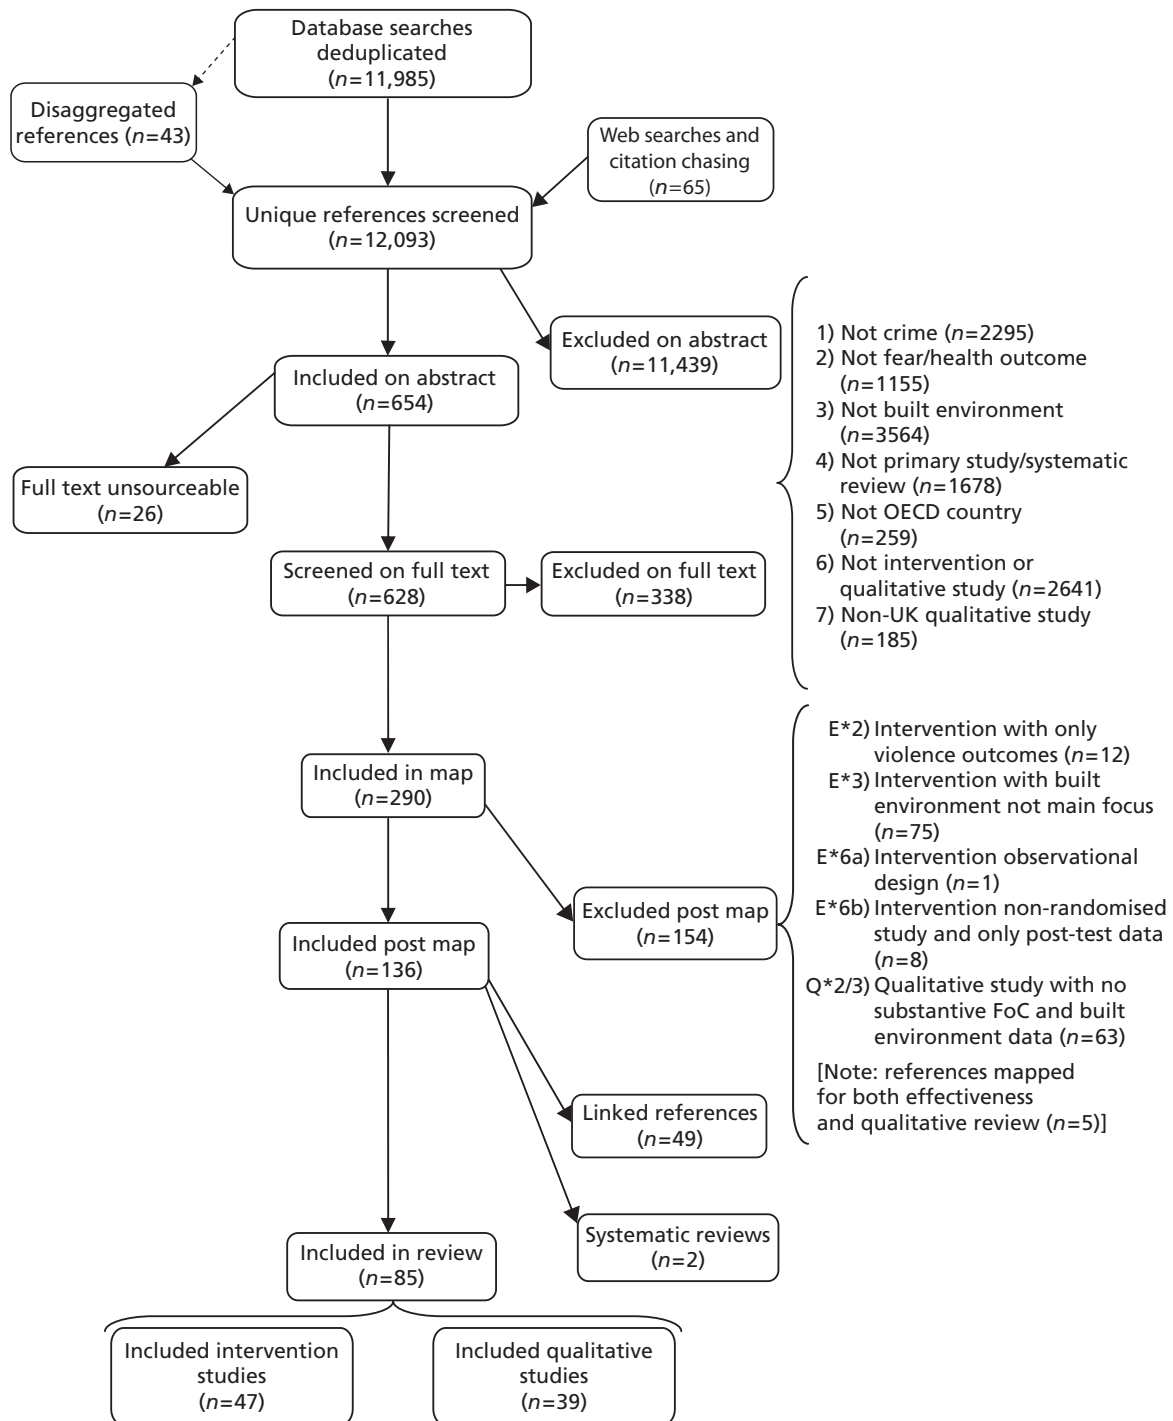 Database searches
deduplicated
(n=11,985)
Disaggregated
references (n=43)
Web searches and
citation chasing
(n=65)
Unique references screened
(n=12,093)
Excluded on abstract
(n=11,439)
1) Not crime (n=2295)
2) Not fear/health outcome
(n=1155)
3) Not built environment
(n=3564)
4) Not primary study/systematic
review (n=1678)
5) Not OECD country
(n=259)
6) Not intervention or
qualitative study (n=2641)
7) Non-UK qualitative study
(n=185)
Included on abstract
(n=654)
Full text unsourceable
(n=26)
Screened on full text
(n=628)
Excluded on full text
(n=338)
Included in map
(n=290)
Excluded post map
(n=154)
E*2) Intervention with only
violence outcomes (n=12)
E*3) Intervention with built
environment not main focus
(n=75)
E*6a) Intervention observational
design (n=1)
E*6b) Intervention non-randomised
study and only post-test data
(n=8)
Q*2/3) Qualitative study with no
substantive FoC and built
environment data (n=63)
[Note: references mapped
for both effectiveness
and qualitative review (n=5)]
Included post map
(n=136)
Linked references
(n=49)
Systematic reviews
(n=2)
Included in review
(n=85)
Included intervention
studies
(n=47)
Included qualitative
studies
(n=39)